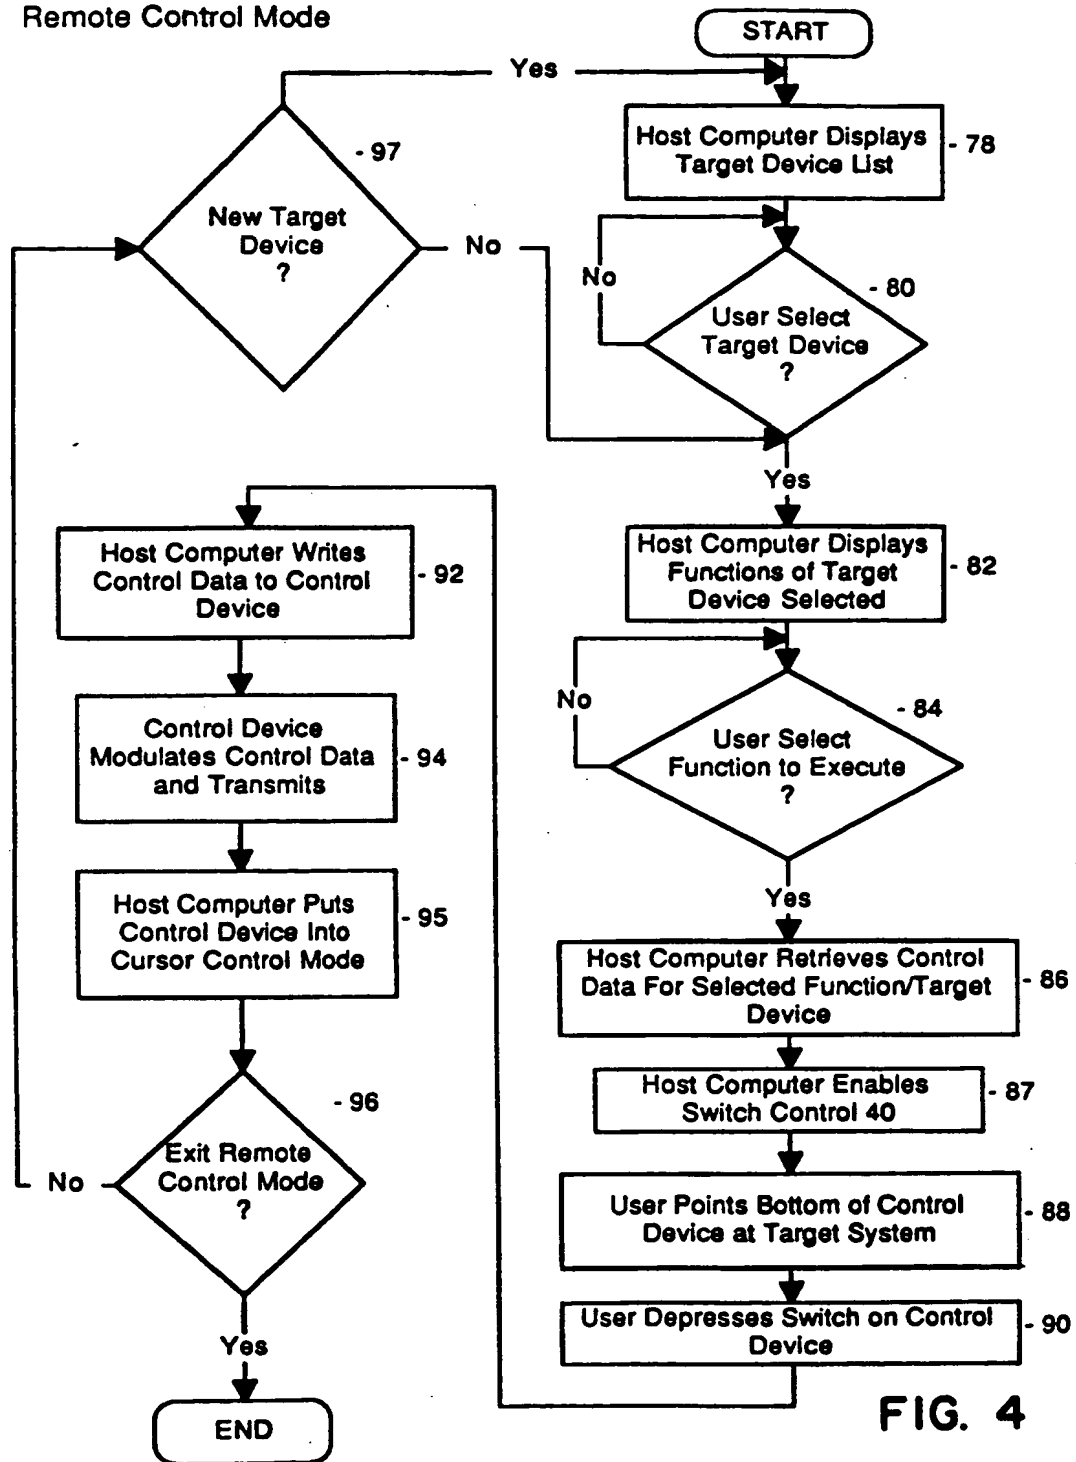 Remote Control Mode
START
Yes
Host Computer Displays
Target Device List
- 78
- 97
New Target
Device
?
No
No
- 80
User Select
Target Device
?
Yes
Host Computer Displays
Functions of Target
Device Selected
- 82
No
- 84
User Select
Function to Execute
?
Yes
Host Computer Retrieves Control
Data For Selected Function/Target
Device
- 86
Host Computer Enables
Switch Control 40
- 87
User Points Bottom of Control
Device at Target System
- 88
User Depresses Switch on Control
Device
- 90
Host Computer Writes
Control Data to Control
Device
- 92
Control Device
Modulates Control Data
and Transmits
- 94
Host Computer Puts
Control Device Into
Cursor Control Mode
- 95
- 96
Exit Remote
Control Mode
?
No
Yes
END
FIG. 4